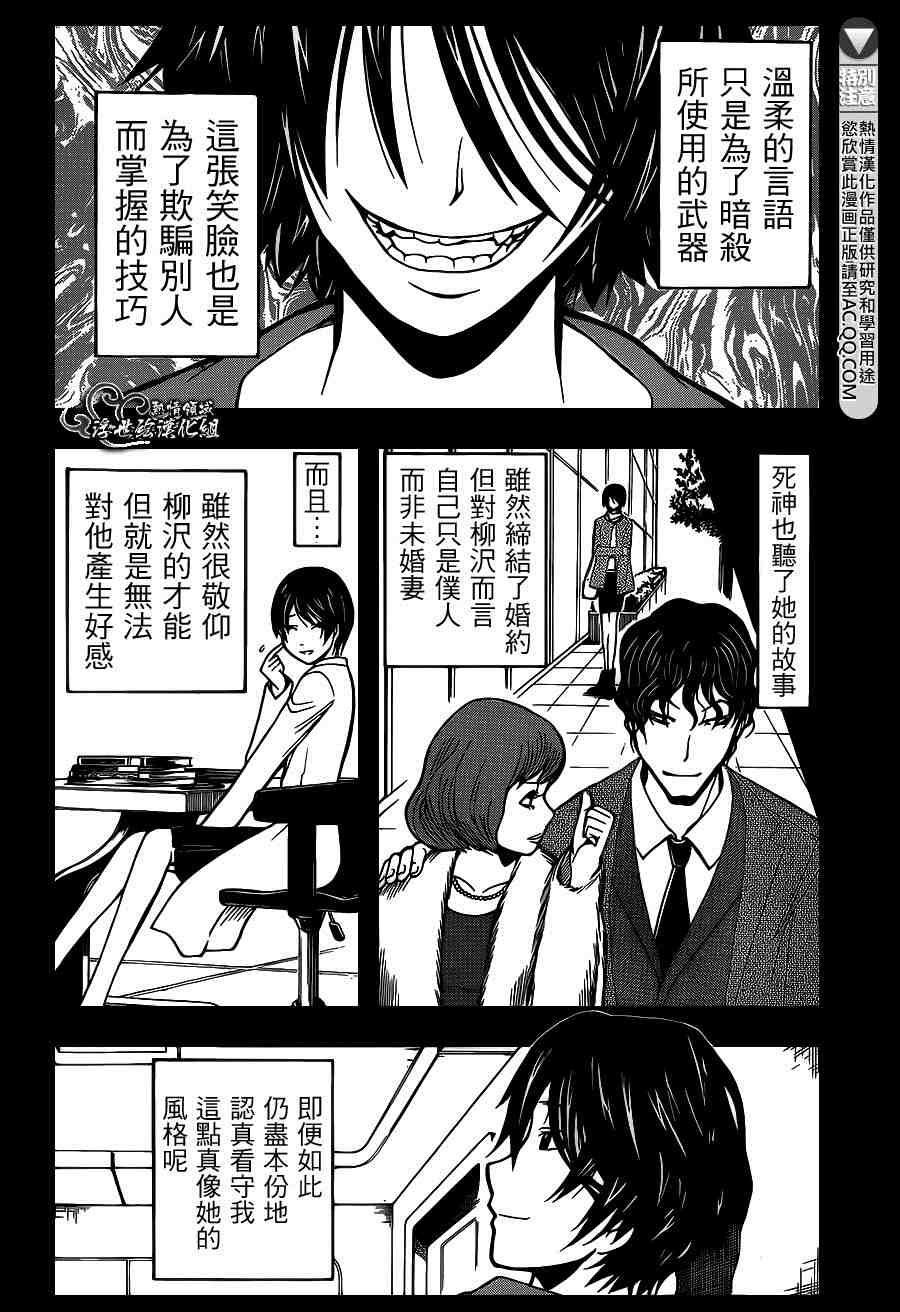 溫柔的言語
只是為了暗殺
所使用的武器
這張笑臉也是
為了欺騙別人
而掌握的技巧
死神也聽了她的故事
雖然締結了婚約
但對柳沢而言
自己只是僕人
而非未婚妻
而且…
雖然很敬仰
柳沢的才能
但就是無法
對他產生好感
即便如此
仍盡本份地
認真看守我
這點真像她的
風格呢
特別
注意
熱情漢化作品僅供研究和學習用途
慾欣賞此漫画正版請至AC.QQ.COM
熱情領域
浮世绘漢化組